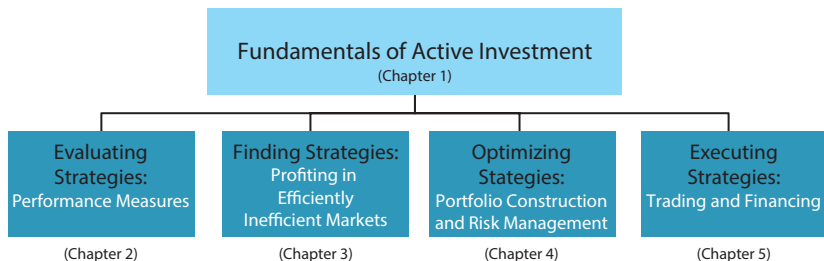 Fundamentals of Active Investment
(Chapter 1)
Evaluating
Strategies:
Performance Measures
(Chapter 2)
Finding Strategies:
Profiting in
Efficiently
Inefficient Markets
(Chapter 3)
Optimizing
Stategies:
Portfolio Construction
and Risk Management
(Chapter 4)
Executing
Strategies:
Trading and Financing
(Chapter 5)